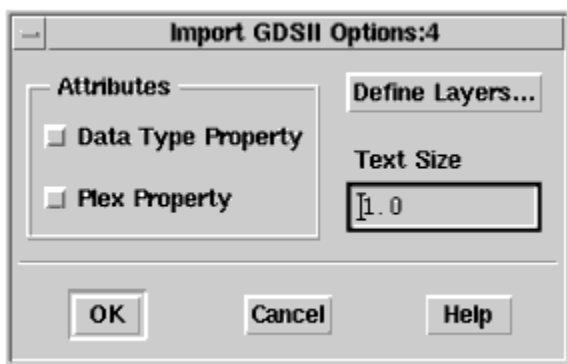 Import GDSII Options:4
Attributes
Define Layers...
Data Type Property
Text Size
Plex Property
1.0
OK
Cancel
Help